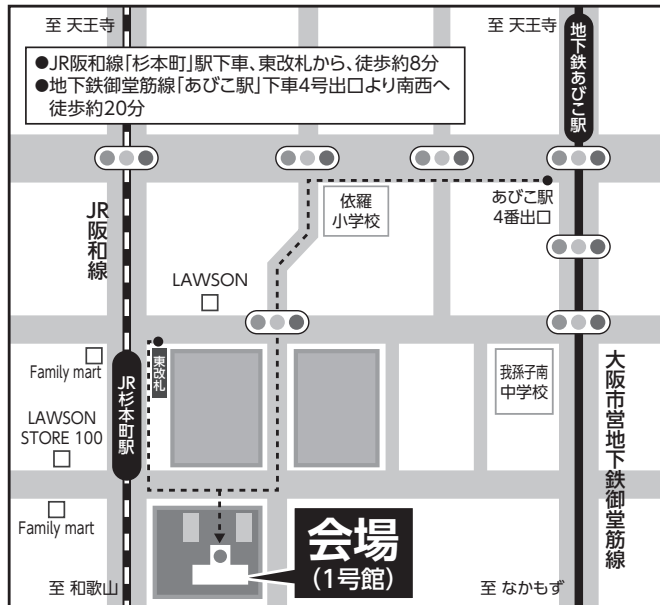 至 天王寺
至 天王寺
●JR阪和線「杉本町」駅下車、東改札から、徒歩約8分
●地下鉄御堂筋線「あびこ駅」下車4号出口より南西へ
徒歩約20分
地下鉄あびこ駅
JR阪和線
依羅
小学校
あびこ駅
4番出口
LAWSON
Family mart
東改札
JR杉本町駅
我孫子南
中学校
大阪市営地下鉄御堂筋線
LAWSON
STORE 100
Family mart
会場
(1号館)
至 和歌山
至 なかもず